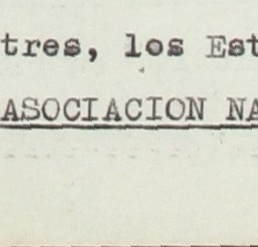 tres, los Est
ASOCIACION NA